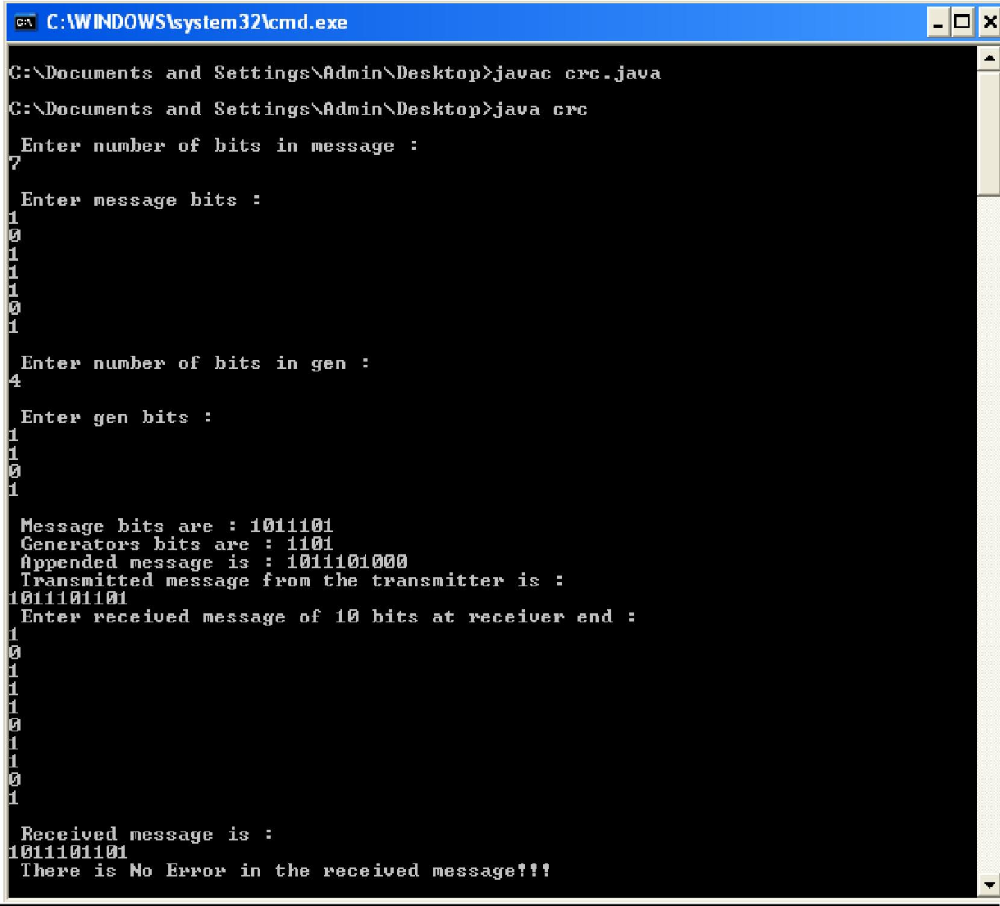 C:\WINDOWS\system32\cmd.exe
C:\Documents and Settings\Admin\Desktop>javac crc.java
C:\Documents and Settings\Admin\Desktop>java crc
Enter number of bits in message :
7
Enter message bits :
1
0
1
1
1
0
1
Enter number of bits in gen :
4
Enter gen bits :
1
1
0
1
Message bits are : 1011101
Generators bits are : 1101
Appended message is : 1011101000
Transmitted message from the transmitter is :
1011101101
Enter received message of 10 bits at receiver end :
1
0
1
1
1
0
1
1
0
1
Received message is :
1011101101
There is No Error in the received message!!!